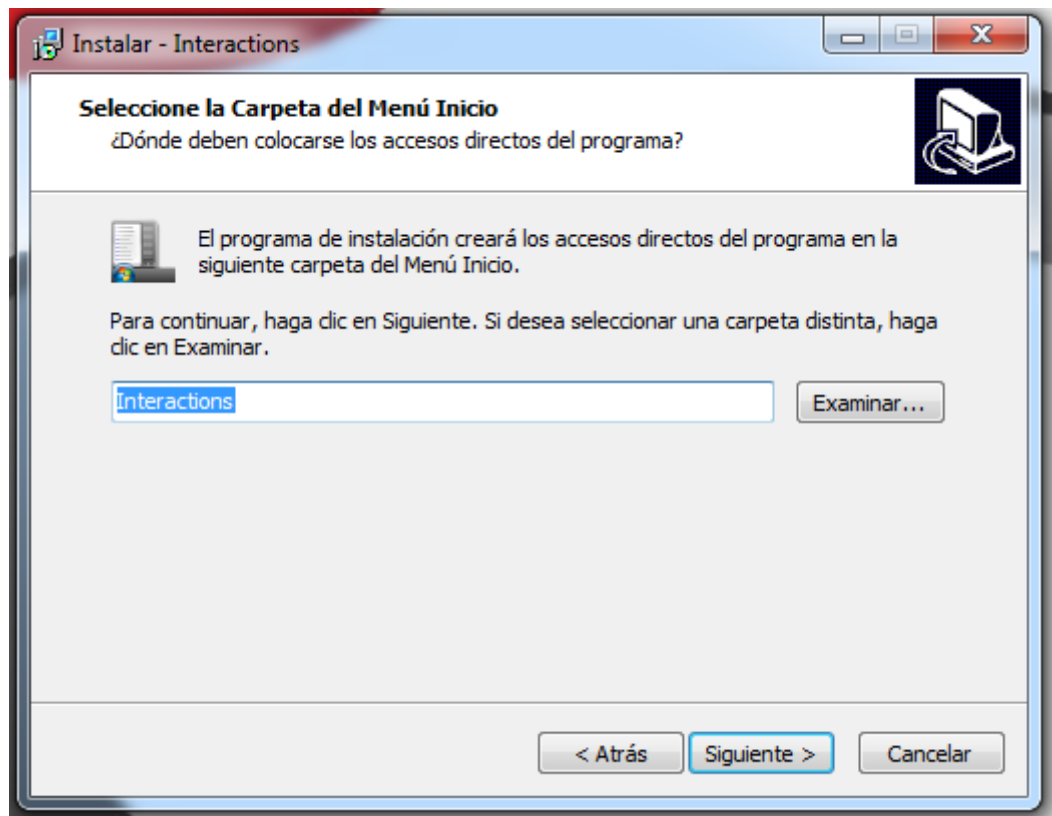 Instalar - Interactions
Seleccione la Carpeta del Menú Inicio
¿Dónde deben colocarse los accesos directos del programa?
El programa de instalación creará los accesos directos del programa en la
siguiente carpeta del Menú Inicio.
Para continuar, haga clic en Siguiente. Si desea seleccionar una carpeta distinta, haga
clic en Examinar.
Interactions
Examinar...
< Atrás
Siguiente >
Cancelar